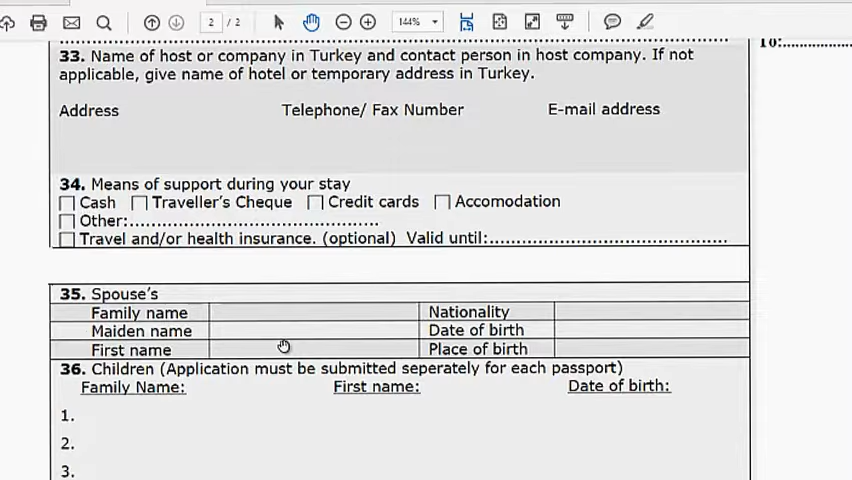 2 / 2
144%
33. Name of host or company in Turkey and contact person in host company. If not
applicable, give name of hotel or temporary address in Turkey.
Address Telephone/ Fax Number E-mail address
34. Means of support during your stay
Cash Traveller's Cheque Credit cards Accomodation
Other:.............................................
Travel and/or health insurance. (optional) Valid until:...........................................
35. Spouse's
Family name Nationality
Maiden name Date of birth
First name Place of birth
36. Children (Application must be submitted seperately for each passport)
Family Name: First name: Date of birth:
1.
2.
3.